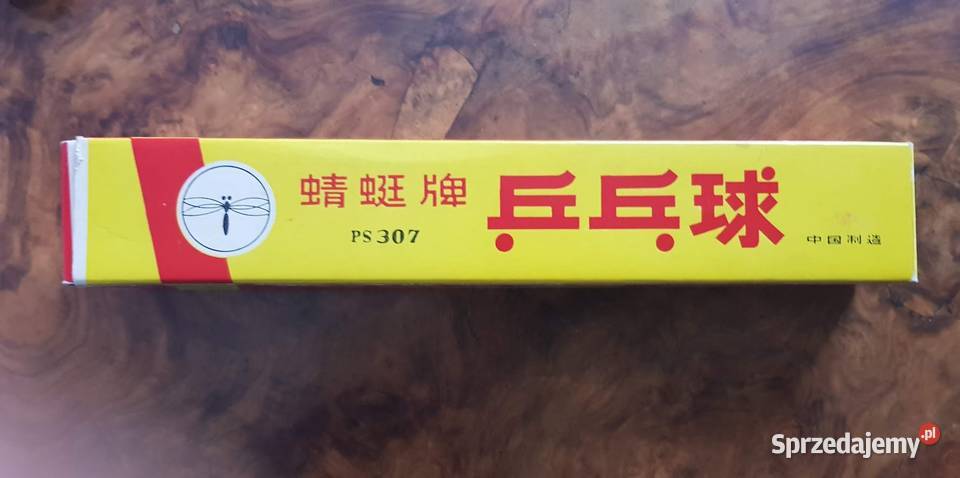 蜻蜓牌
PS 307
乒乓球
中国制造
Sprzedajemy.pl